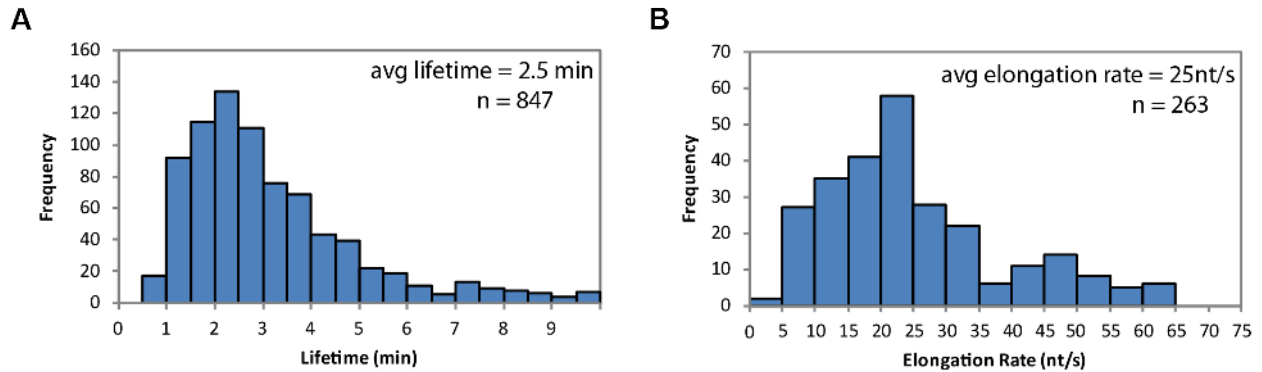 A
avg lifetime = 2.5 min
n = 847
160
140
120
100
80
60
40
20
0
Frequency
0 1 2 3 4 5 6 7 8 9
Lifetime (min)
B
avg elongation rate = 25nt/s
n = 263
70
60
50
40
30
20
10
0
Frequency
0 5 10 15 20 25 30 35 40 45 50 55 60 65 70 75
Elongation Rate (nt/s)